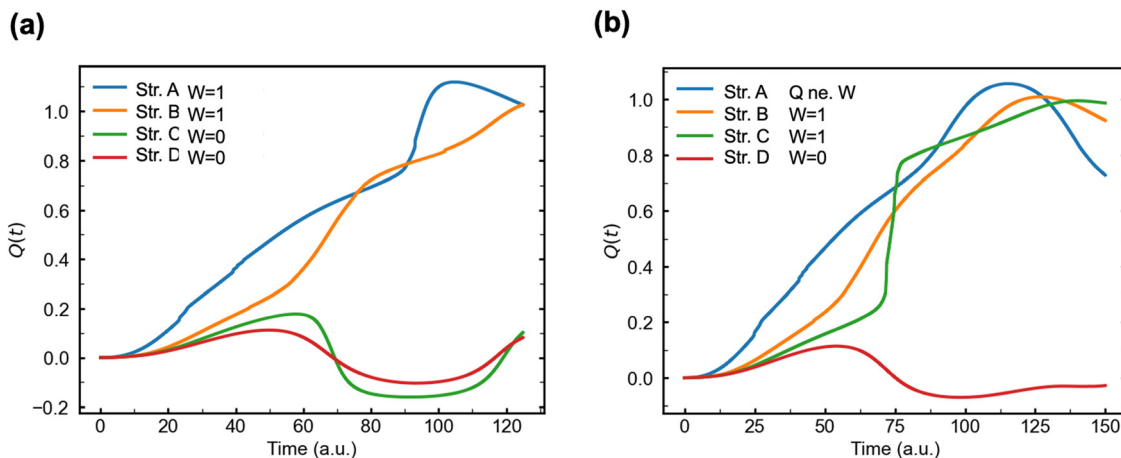 (a)
Str. A W=1
Str. B W=1
Str. C W=0
Str. D W=0
1.0
0.8
0.6
0.4
0.2
0.0
−0.2
Q(t)
0 20 40 60 80 100 120
Time (a.u.)
(b)
Str. A Q ne. W
Str. B W=1
Str. C W=1
Str. D W=0
1.0
0.8
0.6
0.4
0.2
0.0
Q(t)
0 25 50 75 100 125 150
Time (a.u.)